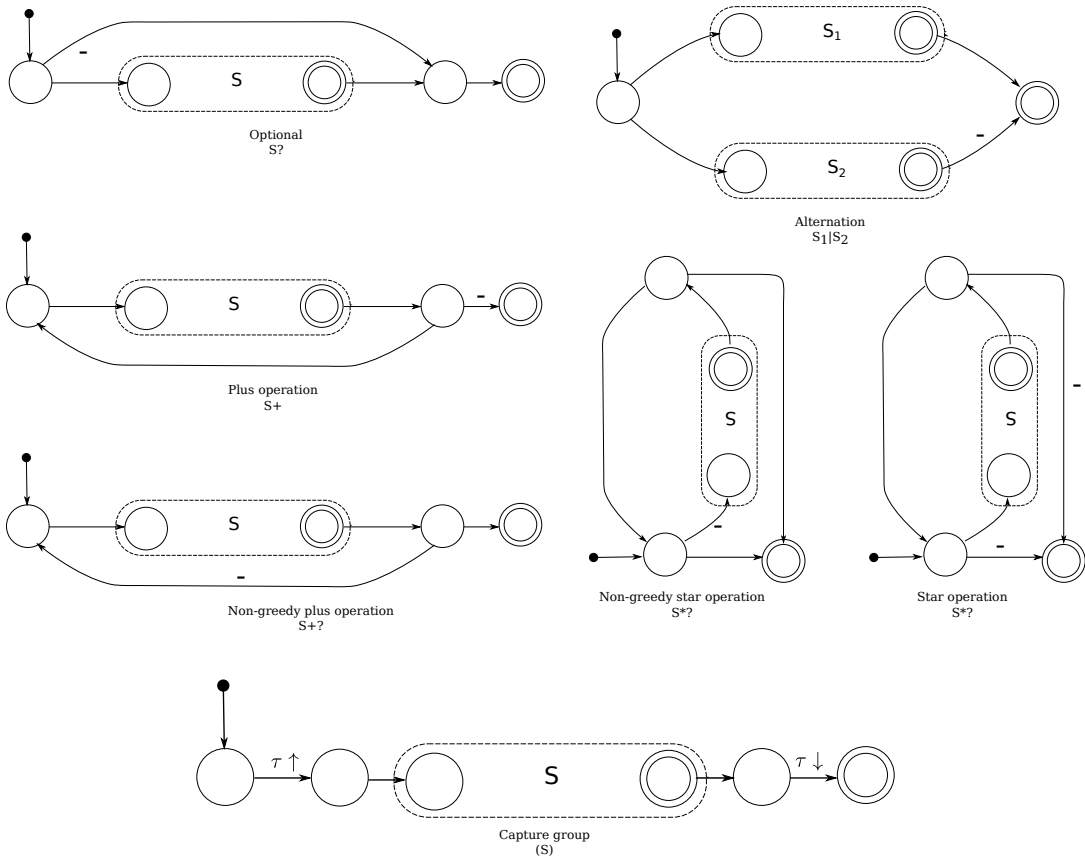 -
S
Optional
S?
S1
S2
-
Alternation
S1|S2
S
-
Plus operation
S+
S
-
Non-greedy plus operation
S+?
S
-
Non-greedy star operation
S*?
-
S
-
Star operation
S*?
τ ↑
S
τ ↓
Capture group
(S)